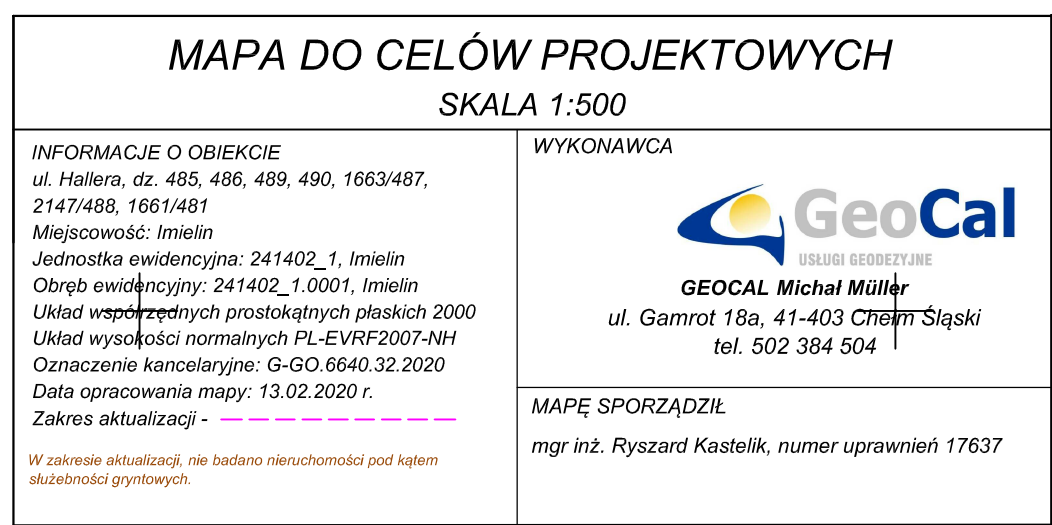 MAPA DO CELÓW PROJEKTOWYCH
SKALA 1:500
INFORMACJE O OBIEKCIE
ul. Hallera, dz. 485, 486, 489, 490, 1663/487,
2147/488, 1661/481
Miejscowość: Imielin
Jednostka ewidencyjna: 241402_1, Imielin
Obręb ewidencyjny: 241402_1.0001, Imielin
Układ współrzędnych prostokątnych płaskich 2000
Układ wysokości normalnych PL-EVRF2007-NH
Oznaczenie kancelaryjne: G-GO.6640.32.2020
Data opracowania mapy: 13.02.2020 r.
Zakres aktualizacji -
W zakresie aktualizacji, nie badano nieruchomości pod kątem
służebności gryntowych.
WYKONAWCA
GeoCal
USŁUGI GEODEZYJNE
GEOCAL Michał Müller
ul. Gamrot 18a, 41-403 Chełm Śląski
tel. 502 384 504
MAPĘ SPORZĄDZIŁ
mgr inż. Ryszard Kastelik, numer uprawnień 17637